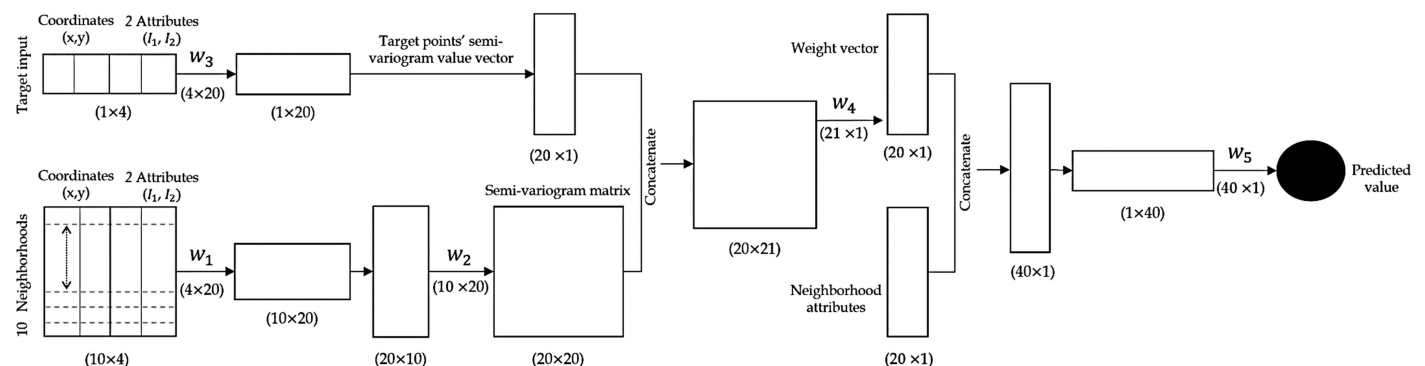 Coordinates 2 Attributes
(x,y) (I₁, I₂)
Target input
W₃
(4×20)
(1×4)
(1×20)
Target points' semi-
variogram value vector
(20 ×1)
Coordinates 2 Attributes
(x,y) (I₁, I₂)
10 Neighborhoods
W₁
(4×20)
(10×4)
(10×20)
(20×10)
W₂
(10 ×20)
Semi-variogram matrix
(20×20)
Concatenate
(20×21)
W₄
(21 ×1)
Weight vector
(20 ×1)
Neighborhood
attributes
(20 ×1)
Concatenate
(40×1)
(1×40)
W₅
(40 ×1)
Predicted
value